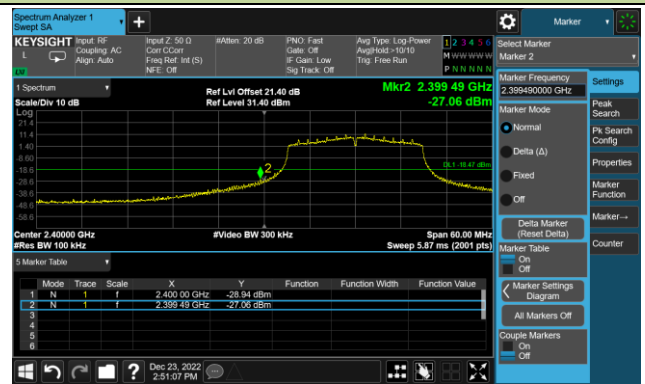 Spectrum Analyzer 1
Swept SA
Marker
KEYSIGHT Input: RF
Coupling: AC
Align: Auto
Input Z: 50 Ω
Corr CCorr
Freq Ref: Int (S)
NFE: Off
#Atten: 20 dB
PNO: Fast
Gate: Off
IF Gain: Low
Sig Track: Off
Avg Type: Log-Power
Avg|Hold:>10/10
Trig: Free Run
1 2 3 4 5 6
M W W W W W
P N N N N N
L
LW
Select Marker
Marker 2
1 Spectrum
Scale/Div 10 dB
Ref Lvl Offset 21.40 dB
Ref Level 31.40 dBm
Mkr2 2.399 49 GHz
-27.06 dBm
Log
21.4
11.4
1.40
-8.60
-18.6
-28.6
-38.6
-48.6
-58.6
2
DL1 -18.47 dBm
Center 2.40000 GHz
#Res BW 100 kHz
#Video BW 300 kHz
Span 60.00 MHz
Sweep 5.87 ms (2001 pts)
5 Marker Table
Mode Trace Scale X Y Function Function Width Function Value
1 N 1 f 2.400 00 GHz -28.94 dBm
2 N 1 f 2.399 49 GHz -27.06 dBm
3
4
5
6
Marker Frequency
2.399490000 GHz
Marker Mode
Normal
Delta (Δ)
Fixed
Off
Delta Marker
(Reset Delta)
Marker Table
On
Off
Marker Settings
Diagram
All Markers Off
Couple Markers
On
Off
Settings
Peak
Search
Pk Search
Config
Properties
Marker
Function
Marker→
Counter
?
Dec 23, 2022
2:51:07 PM